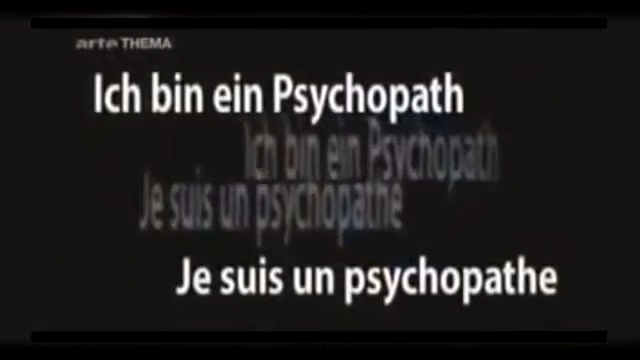 arte THEMA
Ich bin ein Psychopath
Ich bin ein Psychopath
Je suis un psychopathe
Je suis un psychopathe